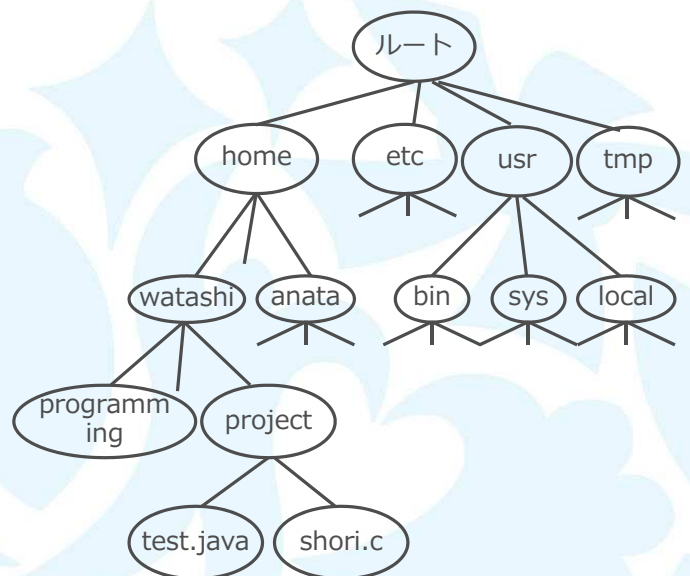 ルート
home
etc
usr
tmp
watashi
anata
bin
sys
local
programm
ing
project
test.java
shori.c